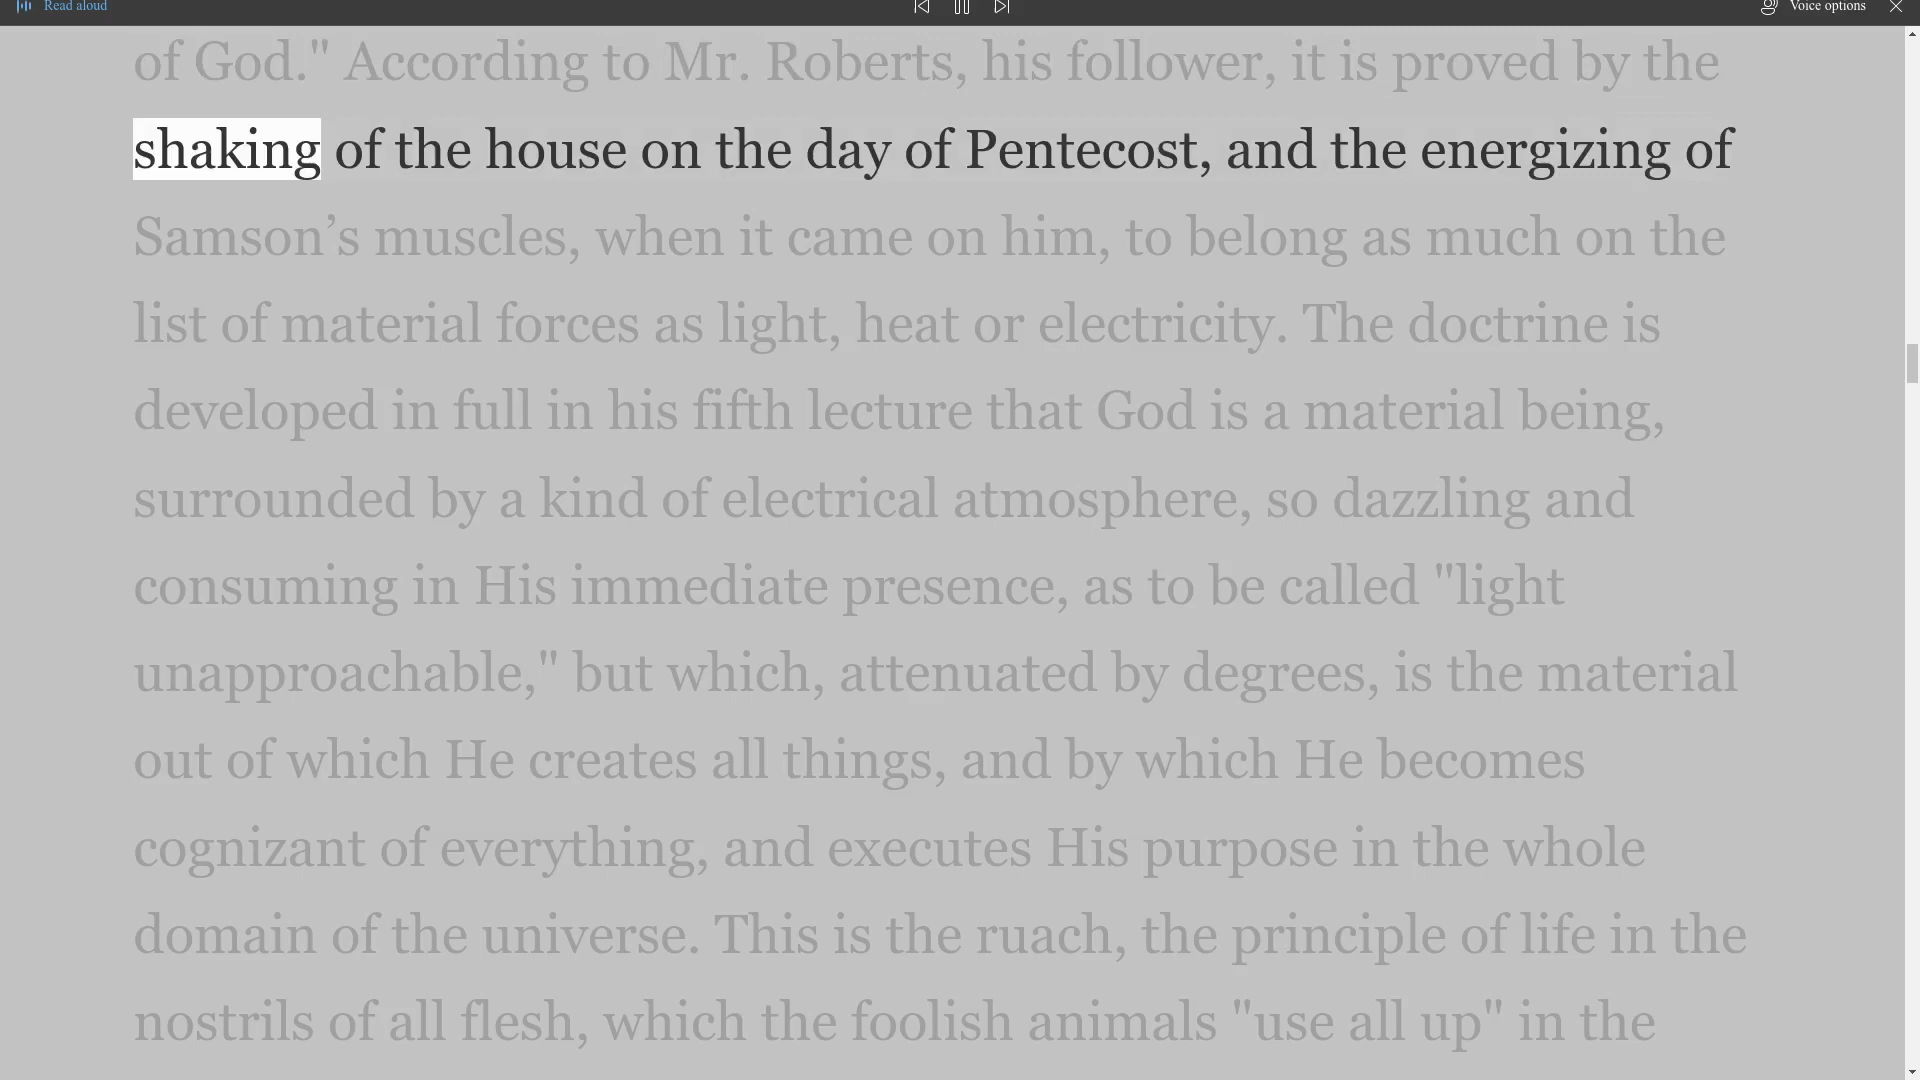 Read aloud
Voice options
of God." According to Mr. Roberts, his follower, it is proved by the
shaking of the house on the day of Pentecost, and the energizing of
Samson’s muscles, when it came on him, to belong as much on the
list of material forces as light, heat or electricity. The doctrine is
developed in full in his fifth lecture that God is a material being,
surrounded by a kind of electrical atmosphere, so dazzling and
consuming in His immediate presence, as to be called "light
unapproachable," but which, attenuated by degrees, is the material
out of which He creates all things, and by which He becomes
cognizant of everything, and executes His purpose in the whole
domain of the universe. This is the ruach, the principle of life in the
nostrils of all flesh, which the foolish animals "use all up" in the